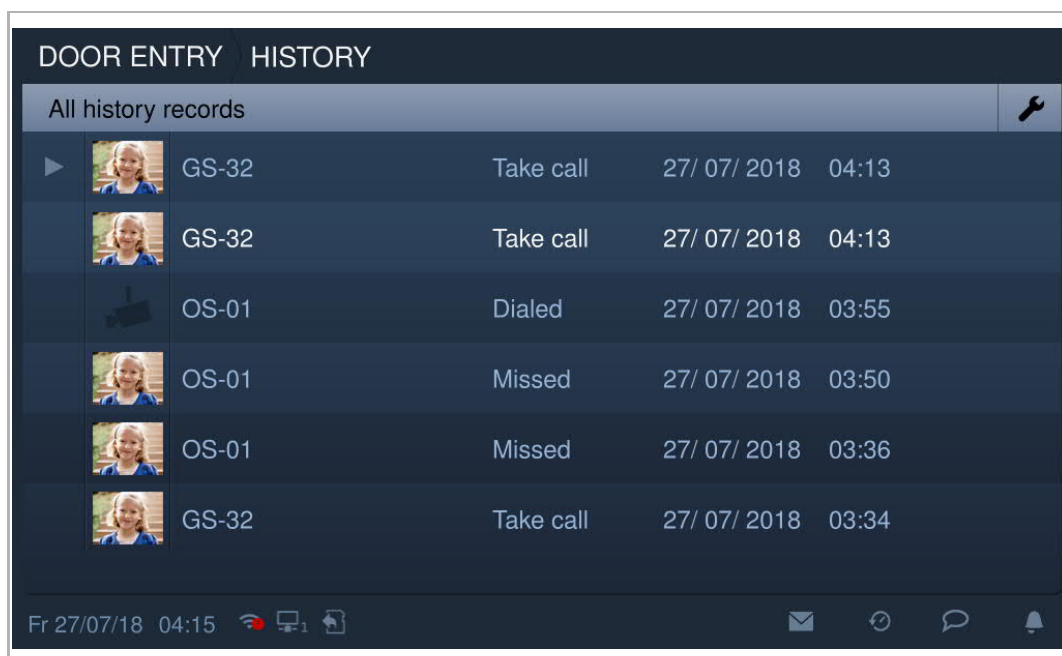 DOOR ENTRY HISTORY
All history records
GS-32 Take call 27/ 07/ 2018 04:13
GS-32 Take call 27/ 07/ 2018 04:13
OS-01 Dialed 27/ 07/ 2018 03:55
OS-01 Missed 27/ 07/ 2018 03:50
OS-01 Missed 27/ 07/ 2018 03:36
GS-32 Take call 27/ 07/ 2018 03:34
Fr 27/07/18 04:15 1